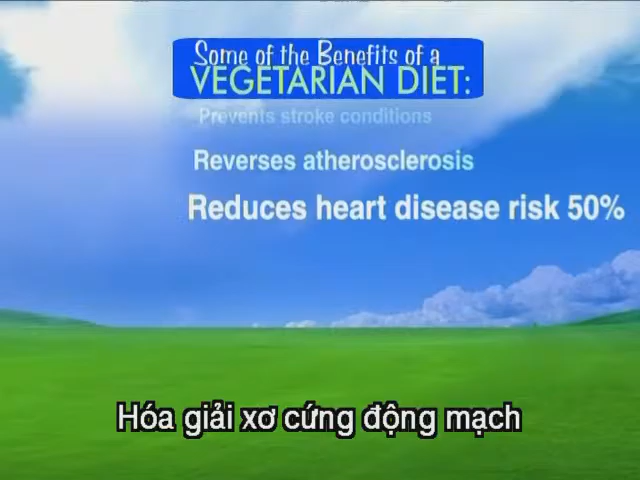 Some of the Benefits of a
VEGETARIAN DIET:
Prevents stroke conditions
Reverses atherosclerosis
Reduces heart disease risk 50%
Hóa giải xơ cứng động mạch